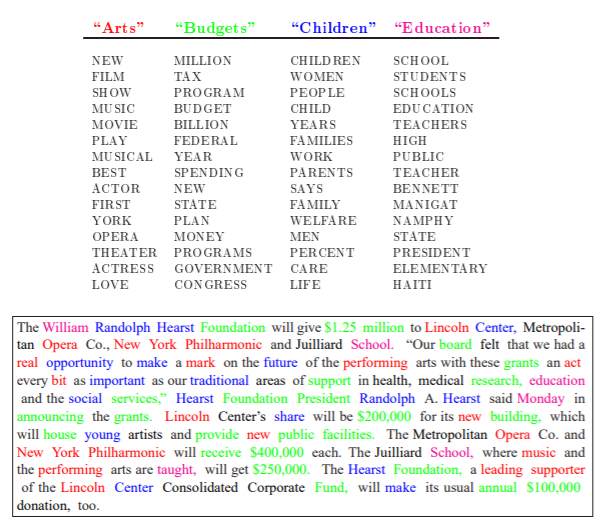 “Arts” “Budgets” “Children” “Education”
NEW MILLION CHILDREN SCHOOL
FILM TAX WOMEN STUDENTS
SHOW PROGRAM PEOPLE SCHOOLS
MUSIC BUDGET CHILD EDUCATION
MOVIE BILLION YEARS TEACHERS
PLAY FEDERAL FAMILIES HIGH
MUSICAL YEAR WORK PUBLIC
BEST SPENDING PARENTS TEACHER
ACTOR NEW SAYS BENNETT
FIRST STATE FAMILY MANIGAT
YORK PLAN WELFARE NAMPHY
OPERA MONEY MEN STATE
THEATER PROGRAMS PERCENT PRESIDENT
ACTRESS GOVERNMENT CARE ELEMENTARY
LOVE CONGRESS LIFE HAITI
The William Randolph Hearst Foundation will give $1.25 million to Lincoln Center, Metropoli-
tan Opera Co., New York Philharmonic and Juilliard School. “Our board felt that we had a
real opportunity to make a mark on the future of the performing arts with these grants an act
every bit as important as our traditional areas of support in health, medical research, education
and the social services,” Hearst Foundation President Randolph A. Hearst said Monday in
announcing the grants. Lincoln Center’s share will be $200,000 for its new building, which
will house young artists and provide new public facilities. The Metropolitan Opera Co. and
New York Philharmonic will receive $400,000 each. The Juilliard School, where music and
the performing arts are taught, will get $250,000. The Hearst Foundation, a leading supporter
of the Lincoln Center Consolidated Corporate Fund, will make its usual annual $100,000
donation, too.